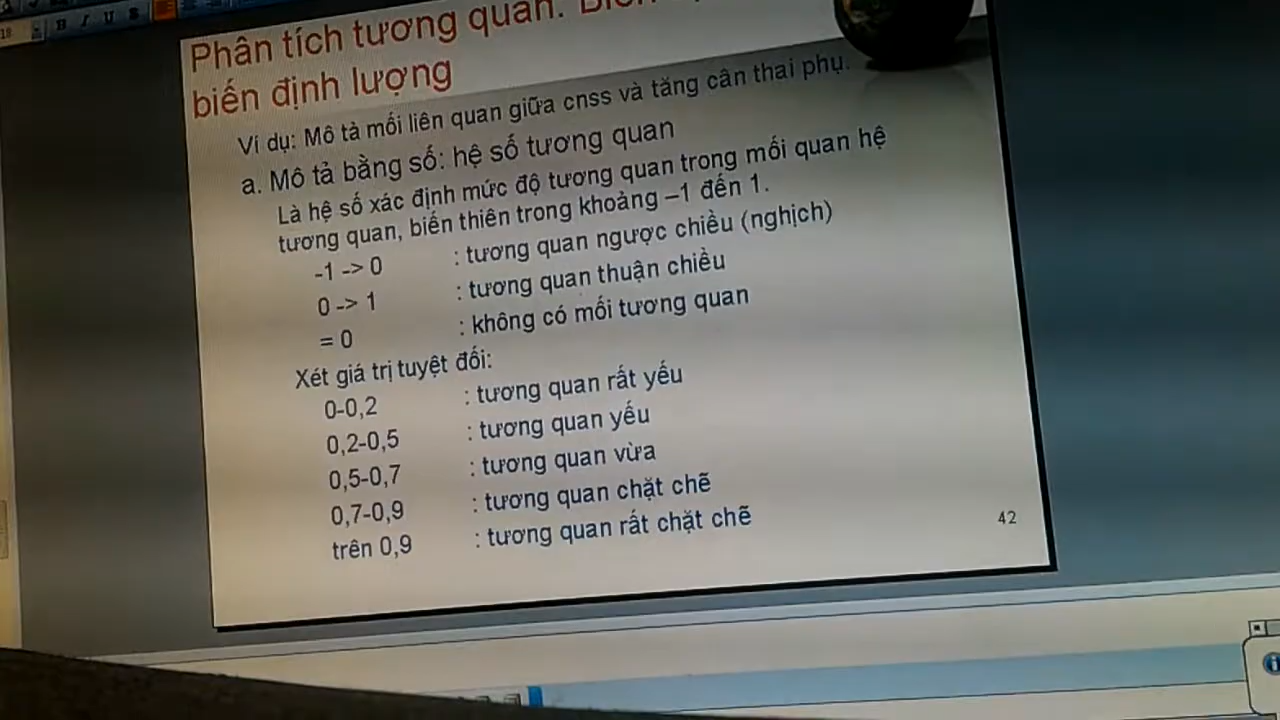 18
B I U S
Phân tích tương quan:
biến định lượng
Ví dụ: Mô tả mối liên quan giữa cnss và tăng cân thai phụ.
a. Mô tả bằng số: hệ số tương quan
Là hệ số xác định mức độ tương quan trong mối quan hệ
tương quan, biến thiên trong khoảng –1 đến 1.
-1 -> 0 : tương quan ngược chiều (nghịch)
0 -> 1 : tương quan thuận chiều
= 0 : không có mối tương quan
Xét giá trị tuyệt đối:
0-0,2 : tương quan rất yếu
0,2-0,5 : tương quan yếu
0,5-0,7 : tương quan vừa
0,7-0,9 : tương quan chặt chẽ
trên 0,9 : tương quan rất chặt chẽ
42